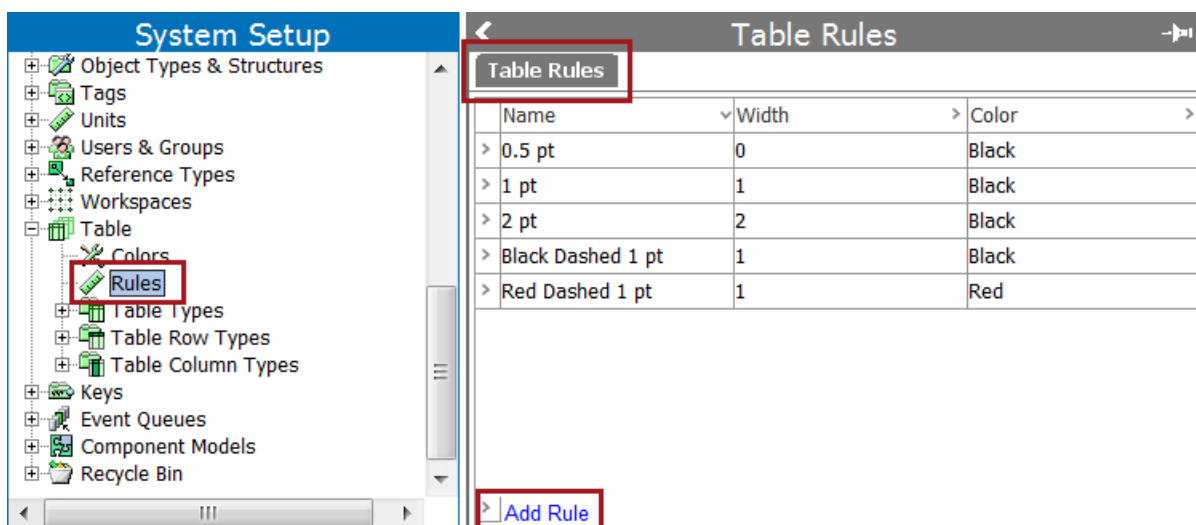 System Setup
Object Types & Structures
Tags
Units
Users & Groups
Reference Types
Workspaces
Table
Colors
Rules
Table Types
Table Row Types
Table Column Types
Keys
Event Queues
Component Models
Recycle Bin
Table Rules
Table Rules
Name Width Color
0.5 pt 0 Black
1 pt 1 Black
2 pt 2 Black
Black Dashed 1 pt 1 Black
Red Dashed 1 pt 1 Red
Add Rule